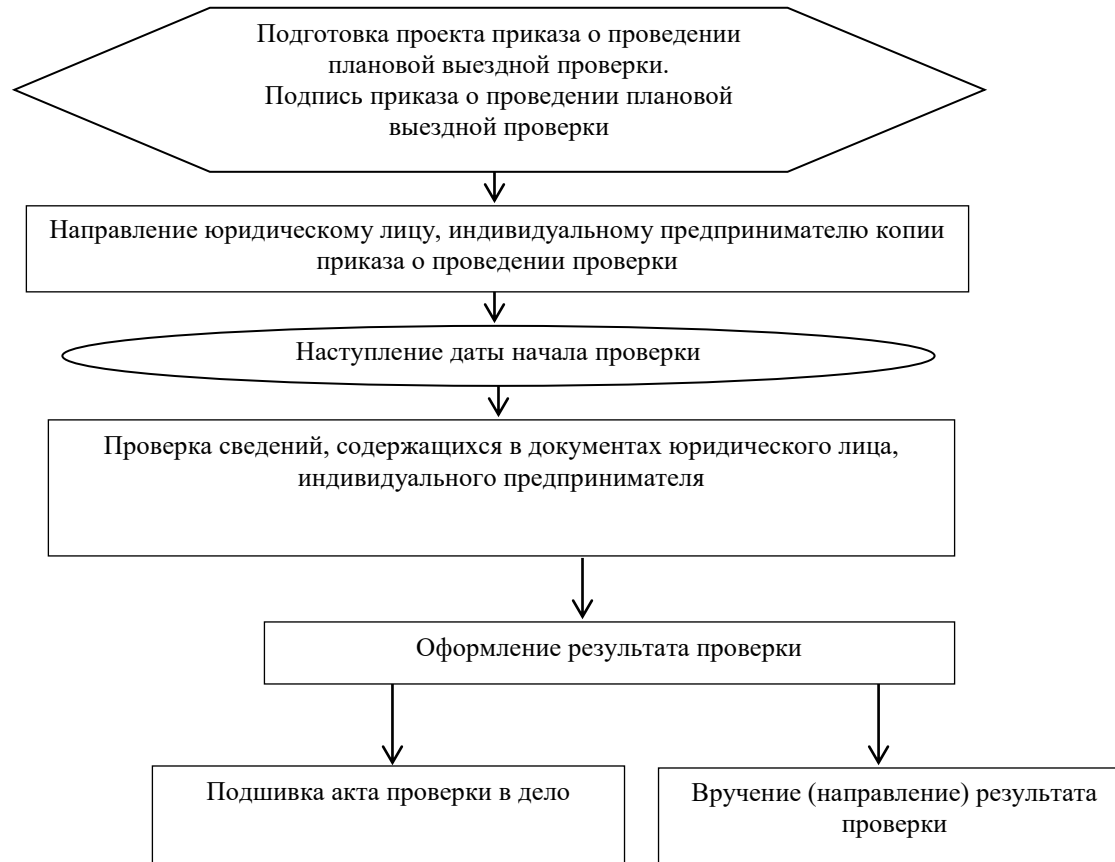 Подготовка проекта приказа о проведении
плановой выездной проверки.
Подпись приказа о проведении плановой
выездной проверки
Направление юридическому лицу, индивидуальному предпринимателю копии
приказа о проведении проверки
Наступление даты начала проверки
Проверка сведений, содержащихся в документах юридического лица,
индивидуального предпринимателя
Оформление результата проверки
Подшивка акта проверки в дело
Вручение (направление) результата
проверки